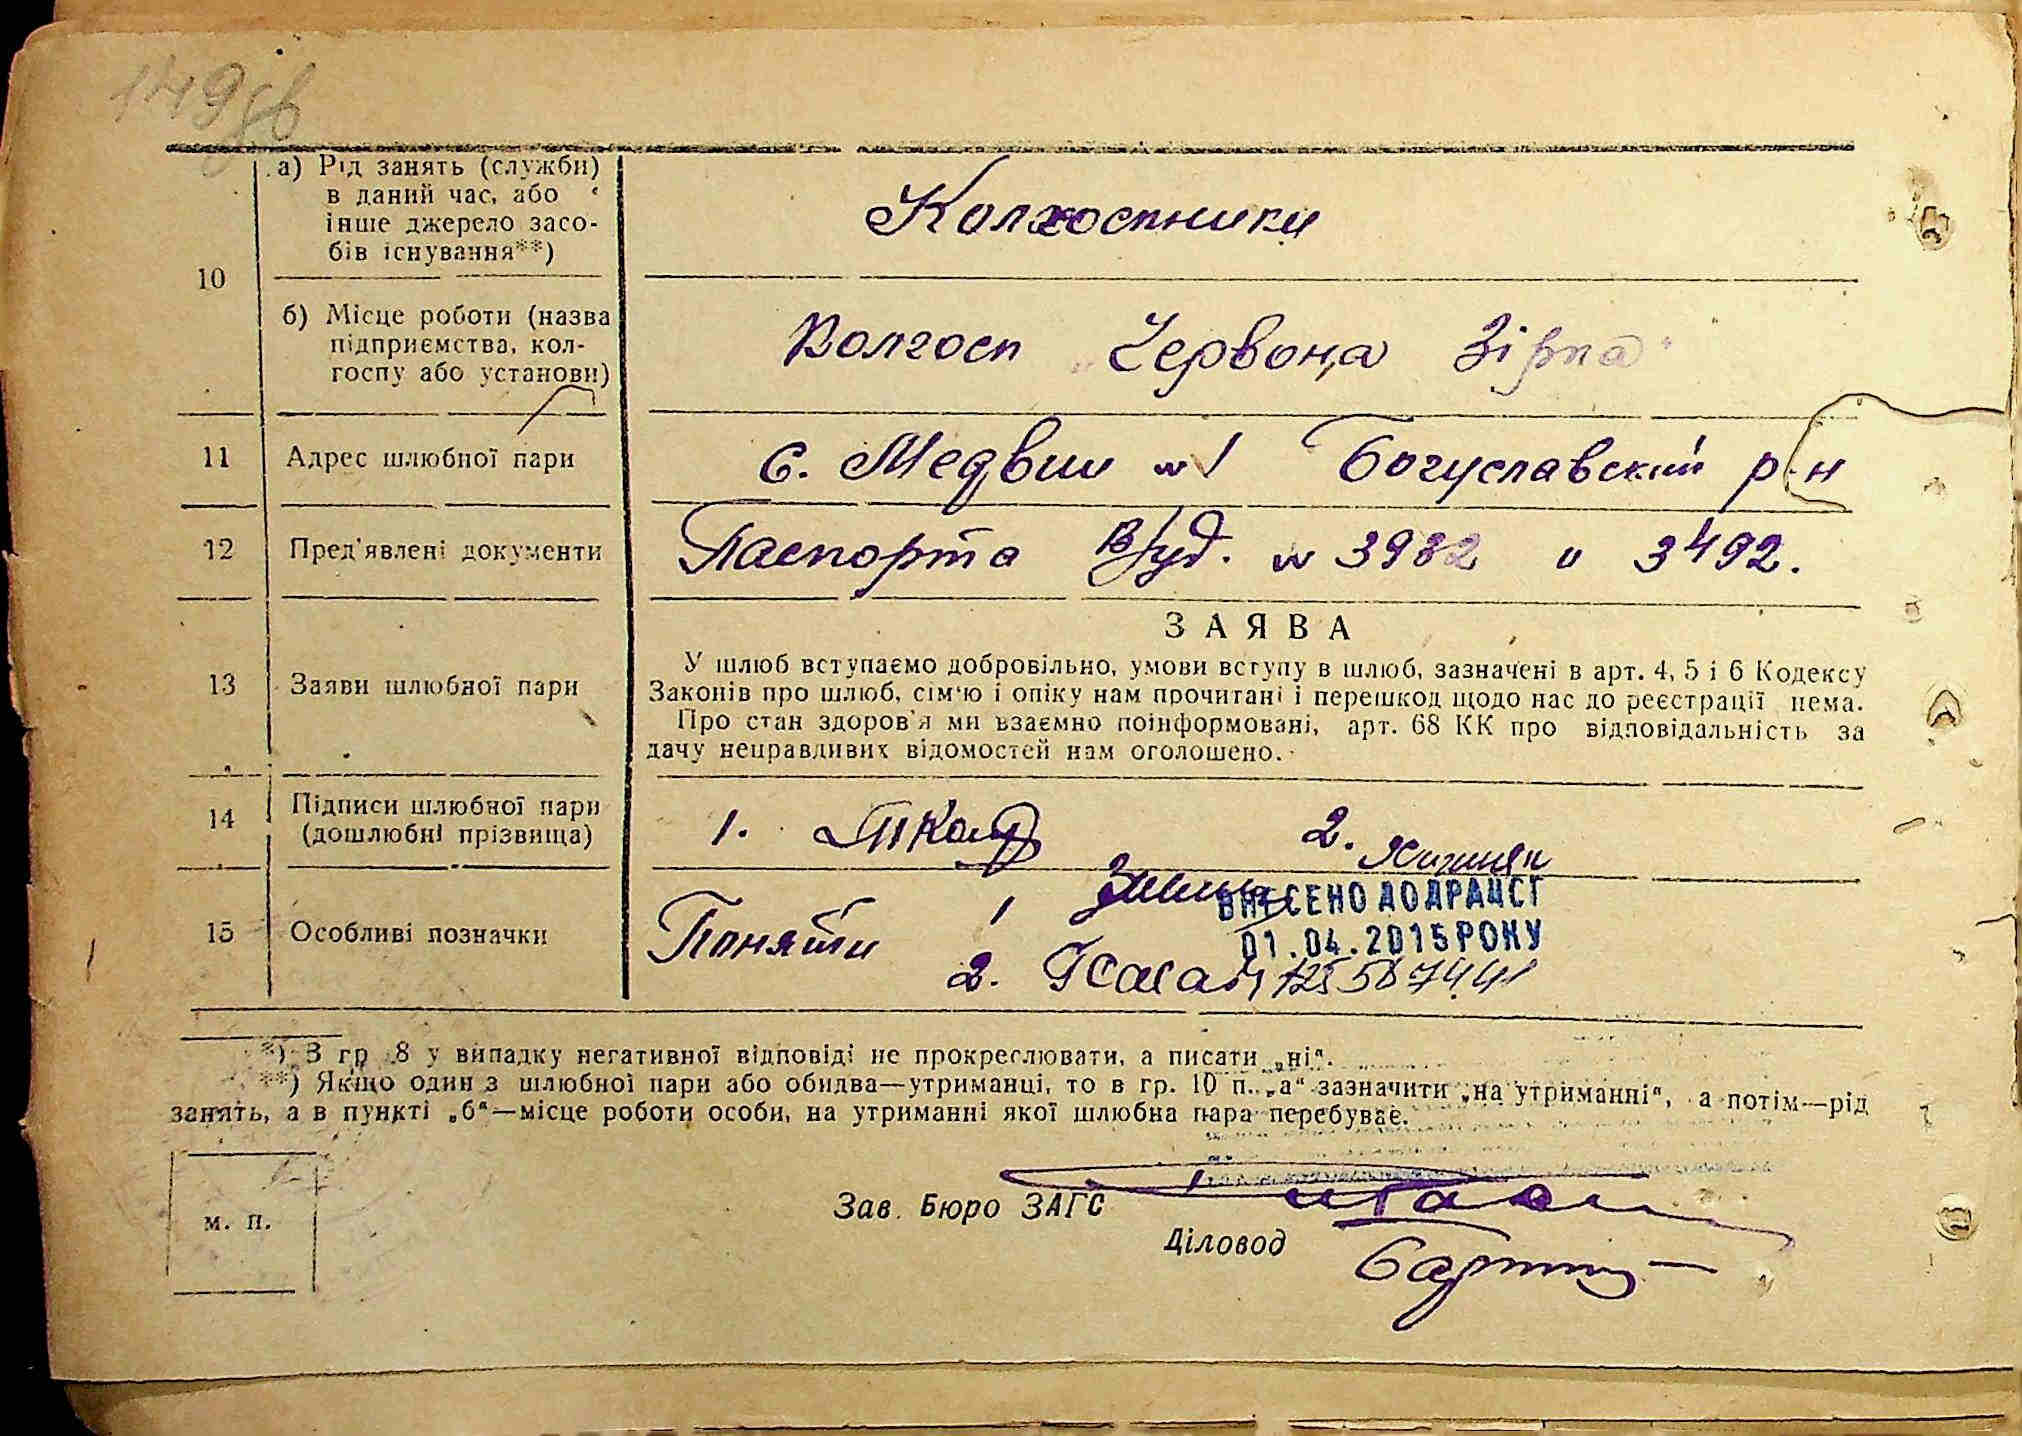 149зв
а) Рід занять (служби)
в даний час, або
інше джерело засо-
бів існування**)
Колхоспники
10
б) Місце роботи (назва
підприємства, кол-
госпу або установи)
Колгосп „Червона Зірка"
11 Адрес шлюбної пари с. Медвин №1 Богуславский р-н
12 Пред'явлені документи Паспорта в/уд. № 3982 и 3492.
ЗАЯВА
13 Заяви шлюбної пари
У шлюб вступаємо добровільно, умови вступу в шлюб, зазначені в арт. 4, 5 і 6 Кодексу
Законів про шлюб, сім'ю і опіку нам прочитані і перешкод щодо нас до реєстрації нема.
Про стан здоров'я ми взаємно поінформовані, арт. 68 КК про відповідальність за
дачу неправдивих відомостей нам оголошено.
14 Підписи шлюбної пари
(дошлюбні прізвища)
1. 2. Хижняк
15 Особливі позначки
Поняти 1
ВНЕСЕНО ДО ДРАЦСГ
01.04.2015 РОКУ
2.
*) В гр. 8 у випадку негативної відповіді не прокреслювати, а писати „ні".
**) Якщо один з шлюбної пари або обидва—утриманці, то в гр. 10 п. „а" зазначити „на утриманні", а потім—рід
занять, а в пункті „б"—місце роботи особи, на утриманні якої шлюбна пара перебуває.
м. п.
Зав. Бюро ЗАГС
Діловод